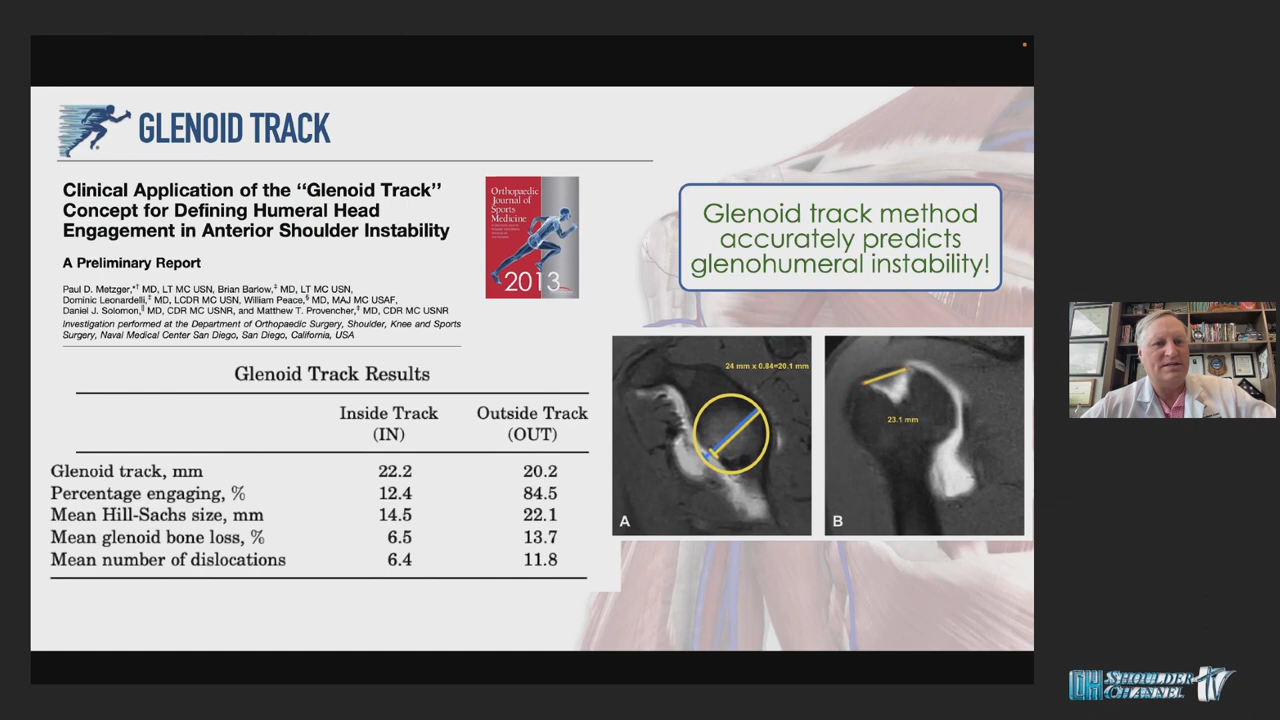 GLENOID TRACK
Clinical Application of the “Glenoid Track”
Concept for Defining Humeral Head
Engagement in Anterior Shoulder Instability
A Preliminary Report
Paul D. Metzger,*† MD, LT MC USN, Brian Barlow,‡ MD, LT MC USN,
Dominic Leonardelli,‡ MD, LCDR MC USN, William Peace,§ MD, MAJ MC USAF,
Daniel J. Solomon,|| MD, CDR MC USNR, and Matthew T. Provencher,‡ MD, CDR MC USNR
Investigation performed at the Department of Orthopaedic Surgery, Shoulder, Knee and Sports
Surgery, Naval Medical Center San Diego, San Diego, California, USA
Orthopaedic
Journal of
Sports
Medicine
2013
Glenoid track method
accurately predicts
glenohumeral instability!
Glenoid Track Results
Inside Track Outside Track
(IN) (OUT)
Glenoid track, mm 22.2 20.2
Percentage engaging, % 12.4 84.5
Mean Hill-Sachs size, mm 14.5 22.1
Mean glenoid bone loss, % 6.5 13.7
Mean number of dislocations 6.4 11.8
24 mm x 0.84=20.1 mm
A
23.1 mm
B
SHOULDER
CHANNEL TV